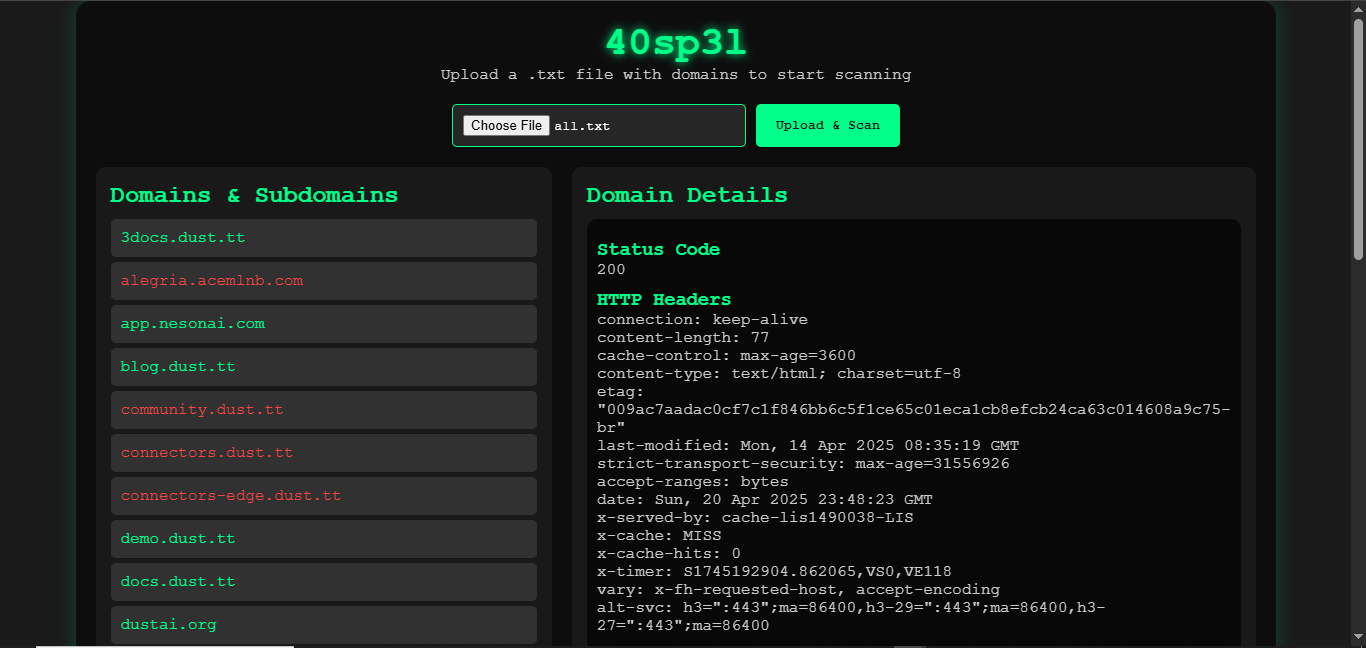 40sp3l
Upload a .txt file with domains to start scanning
Choose File all.txt
Upload & Scan
Domains & Subdomains
3docs.dust.tt
alegria.acemlnb.com
app.nesonai.com
blog.dust.tt
community.dust.tt
connectors.dust.tt
connectors-edge.dust.tt
demo.dust.tt
docs.dust.tt
dustai.org
Domain Details
Status Code
200
HTTP Headers
connection: keep-alive
content-length: 77
cache-control: max-age=3600
content-type: text/html; charset=utf-8
etag:
"009ac7aadac0cf7c1f846bb6c5f1ce65c01eca1cb8efcb24ca63c014608a9c75-
br"
last-modified: Mon, 14 Apr 2025 08:35:19 GMT
strict-transport-security: max-age=31556926
accept-ranges: bytes
date: Sun, 20 Apr 2025 23:48:23 GMT
x-served-by: cache-lis1490038-LIS
x-cache: MISS
x-cache-hits: 0
x-timer: S1745192904.862065,VS0,VE118
vary: x-fh-requested-host, accept-encoding
alt-svc: h3=":443";ma=86400,h3-29=":443";ma=86400,h3-
27=":443";ma=86400